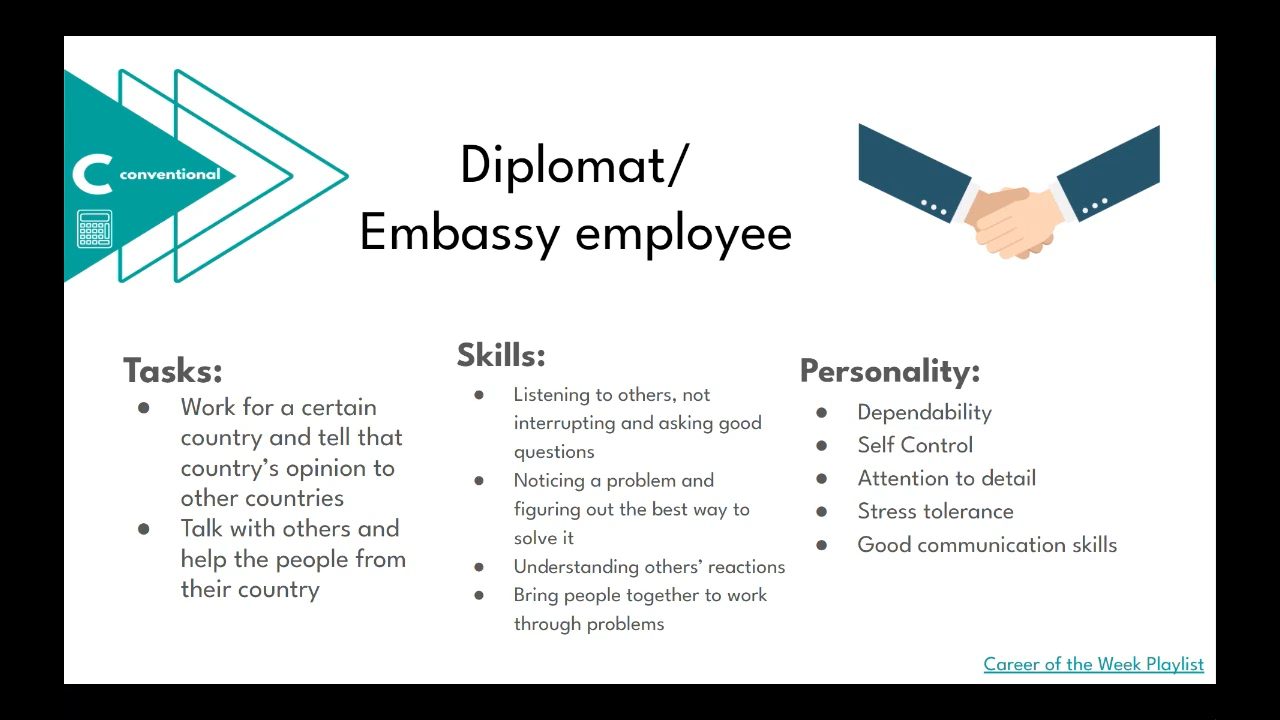 C conventional
Diplomat/
Embassy employee
Tasks:
● Work for a certain
country and tell that
country’s opinion to
other countries
● Talk with others and
help the people from
their country
Skills:
● Listening to others, not
interrupting and asking good
questions
● Noticing a problem and
figuring out the best way to
solve it
● Understanding others’ reactions
● Bring people together to work
through problems
Personality:
● Dependability
● Self Control
● Attention to detail
● Stress tolerance
● Good communication skills
Career of the Week Playlist